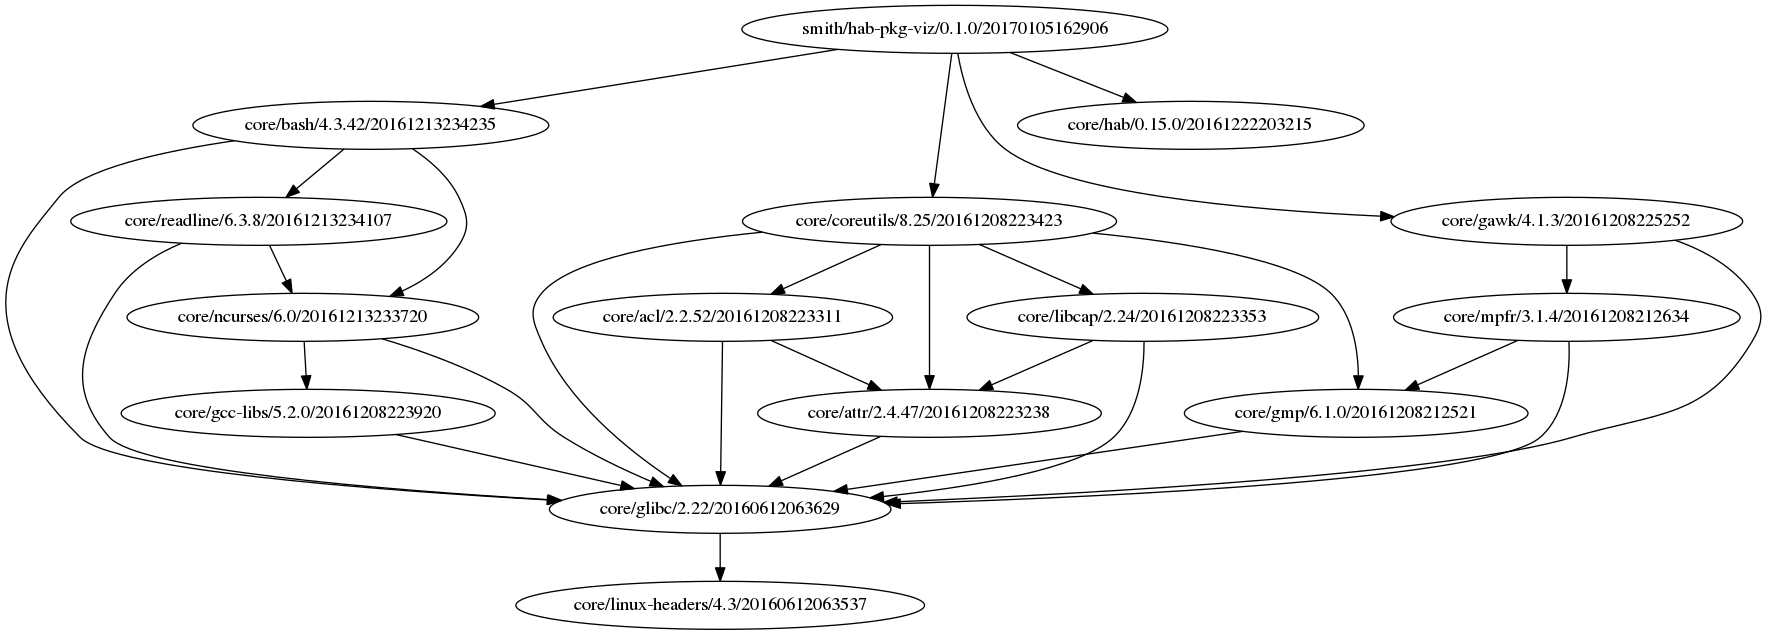 smith/hab-pkg-viz/0.1.0/20170105162906
core/bash/4.3.42/20161213234235
core/hab/0.15.0/20161222203215
core/readline/6.3.8/20161213234107
core/coreutils/8.25/20161208223423
core/gawk/4.1.3/20161208225252
core/ncurses/6.0/20161213233720
core/acl/2.2.52/20161208223311
core/libcap/2.24/20161208223353
core/mpfr/3.1.4/20161208212634
core/gcc-libs/5.2.0/20161208223920
core/attr/2.4.47/20161208223238
core/gmp/6.1.0/20161208212521
core/glibc/2.22/20160612063629
core/linux-headers/4.3/20160612063537